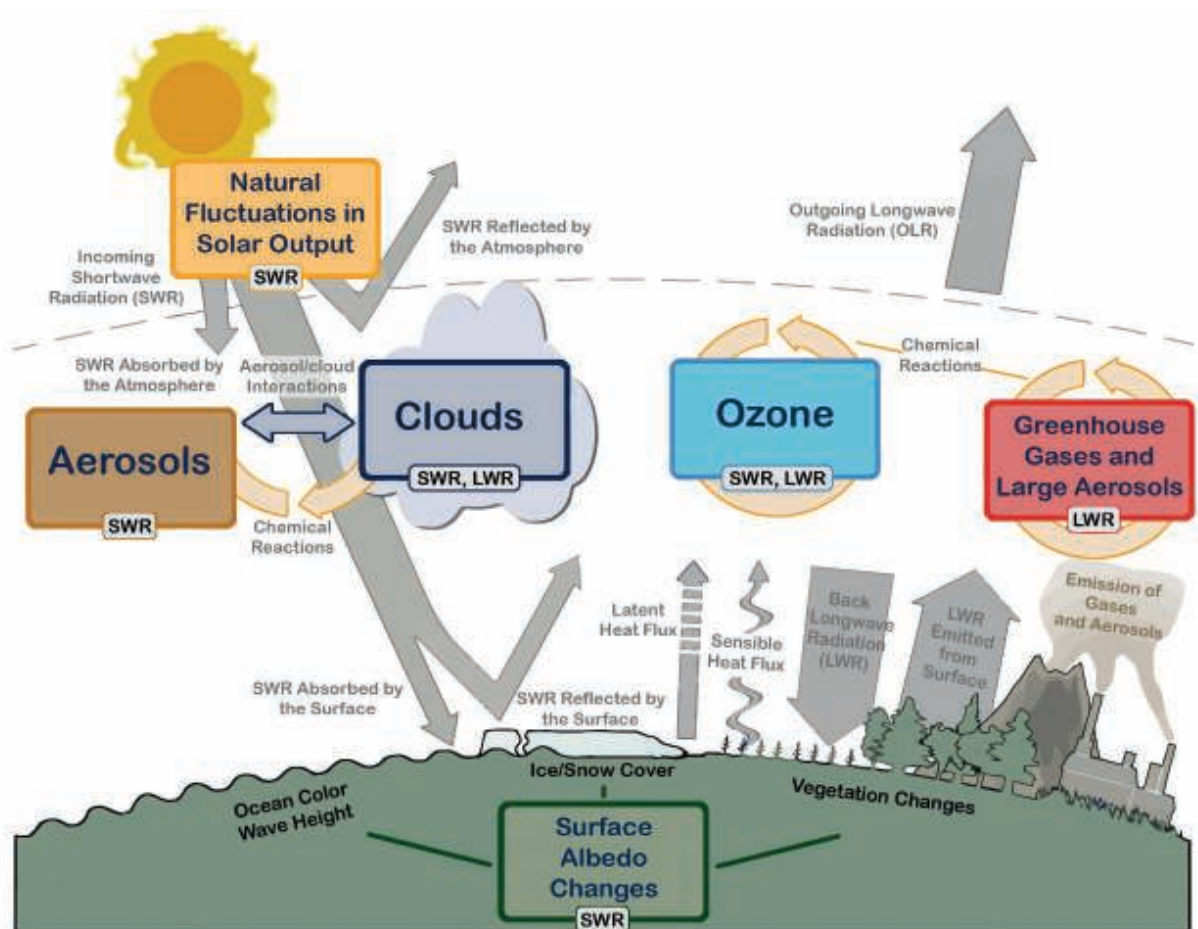 Natural
Fluctuations in
Solar Output
SWR
SWR Reflected by
the Atmosphere
Outgoing Longwave
Radiation (OLR)
Incoming
Shortwave
Radiation (SWR)
SWR Absorbed by
the Atmosphere
Aerosol/cloud
Interactions
Chemical
Reactions
Aerosols
SWR
Clouds
SWR, LWR
Ozone
SWR, LWR
Greenhouse
Gases and
Large Aerosols
LWR
Chemical
Reactions
Latent
Heat Flux
Sensible
Heat Flux
Back
Longwave
Radiation
(LWR)
LWR
Emitted
from
Surface
Emission of
Gases
and Aerosols
SWR Absorbed by
the Surface
SWR Reflected by
the Surface
Ice/Snow Cover
Ocean Color
Wave Height
Vegetation Changes
Surface
Albedo
Changes
SWR